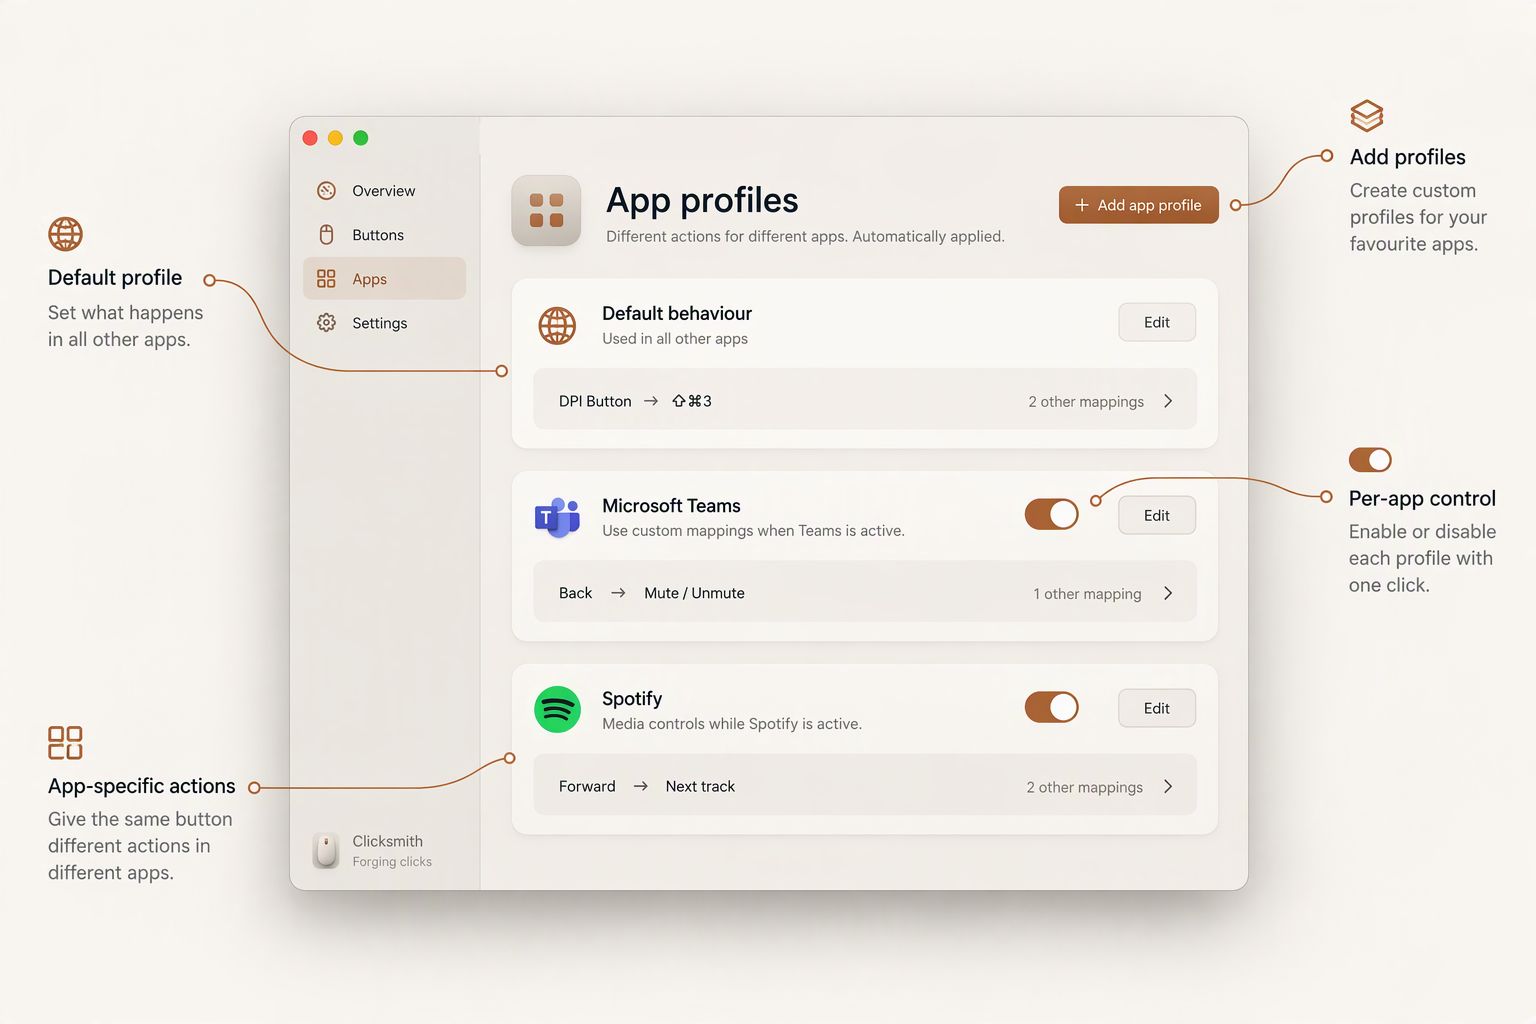 Overview
Buttons
Apps
Settings
Clicksmith
Forging clicks
App profiles
Different actions for different apps. Automatically applied.
+ Add app profile
Default behaviour
Used in all other apps
Edit
DPI Button → ⇧⌘3
2 other mappings
T
Microsoft Teams
Use custom mappings when Teams is active.
Edit
Back → Mute / Unmute
1 other mapping
Spotify
Media controls while Spotify is active.
Edit
Forward → Next track
2 other mappings
Default profile
Set what happens
in all other apps.
App-specific actions
Give the same button
different actions in
different apps.
Add profiles
Create custom
profiles for your
favourite apps.
Per-app control
Enable or disable
each profile with
one click.